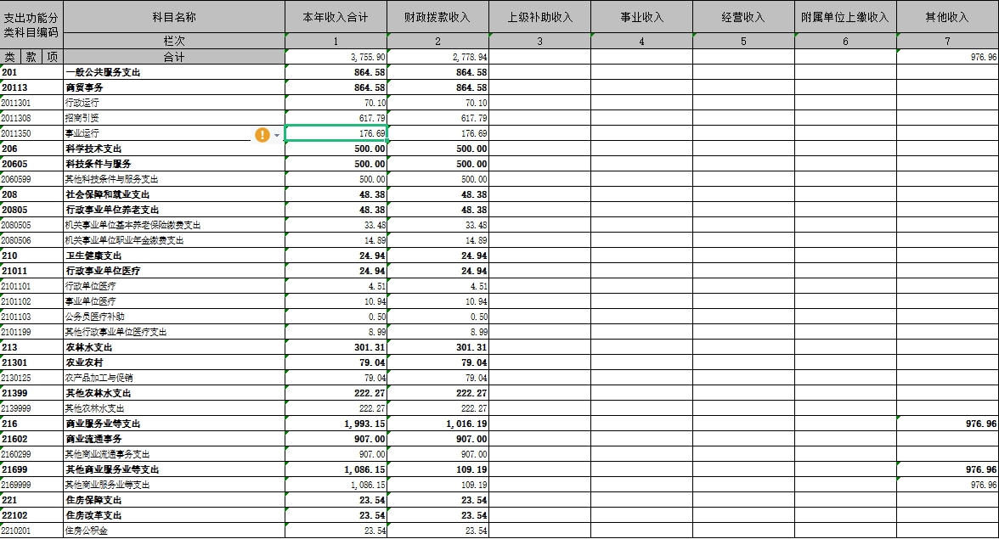 支出功能分类科目编码 科目名称 本年收入合计 财政拨款收入 上级补助收入 事业收入 经营收入 附属单位上缴收入 其他收入
栏次 1 2 3 4 5 6 7
类 款 项 合计 3,755.90 2,778.94 976.96
201 一般公共服务支出 864.58 864.58
20113 商贸事务 864.58 864.58
2011301 行政运行 70.10 70.10
2011308 招商引资 617.79 617.79
2011350 事业运行 176.69 176.69
206 科学技术支出 500.00 500.00
20605 科技条件与服务 500.00 500.00
2060599 其他科技条件与服务支出 500.00 500.00
208 社会保障和就业支出 48.38 48.38
20805 行政事业单位养老支出 48.38 48.38
2080505 机关事业单位基本养老保险缴费支出 33.48 33.48
2080506 机关事业单位职业年金缴费支出 14.89 14.89
210 卫生健康支出 24.94 24.94
21011 行政事业单位医疗 24.94 24.94
2101101 行政单位医疗 4.51 4.51
2101102 事业单位医疗 10.94 10.94
2101103 公务员医疗补助 0.50 0.50
2101199 其他行政事业单位医疗支出 8.99 8.99
213 农林水支出 301.31 301.31
21301 农业农村 79.04 79.04
2130125 农产品加工与促销 79.04 79.04
21399 其他农林水支出 222.27 222.27
2139999 其他农林水支出 222.27 222.27
216 商业服务业等支出 1,993.15 1,016.19 976.96
21602 商业流通事务 907.00 907.00
2160299 其他商业流通事务支出 907.00 907.00
21699 其他商业服务业等支出 1,086.15 109.19 976.96
2169999 其他商业服务业等支出 1,086.15 109.19 976.96
221 住房保障支出 23.54 23.54
22102 住房改革支出 23.54 23.54
2210201 住房公积金 23.54 23.54